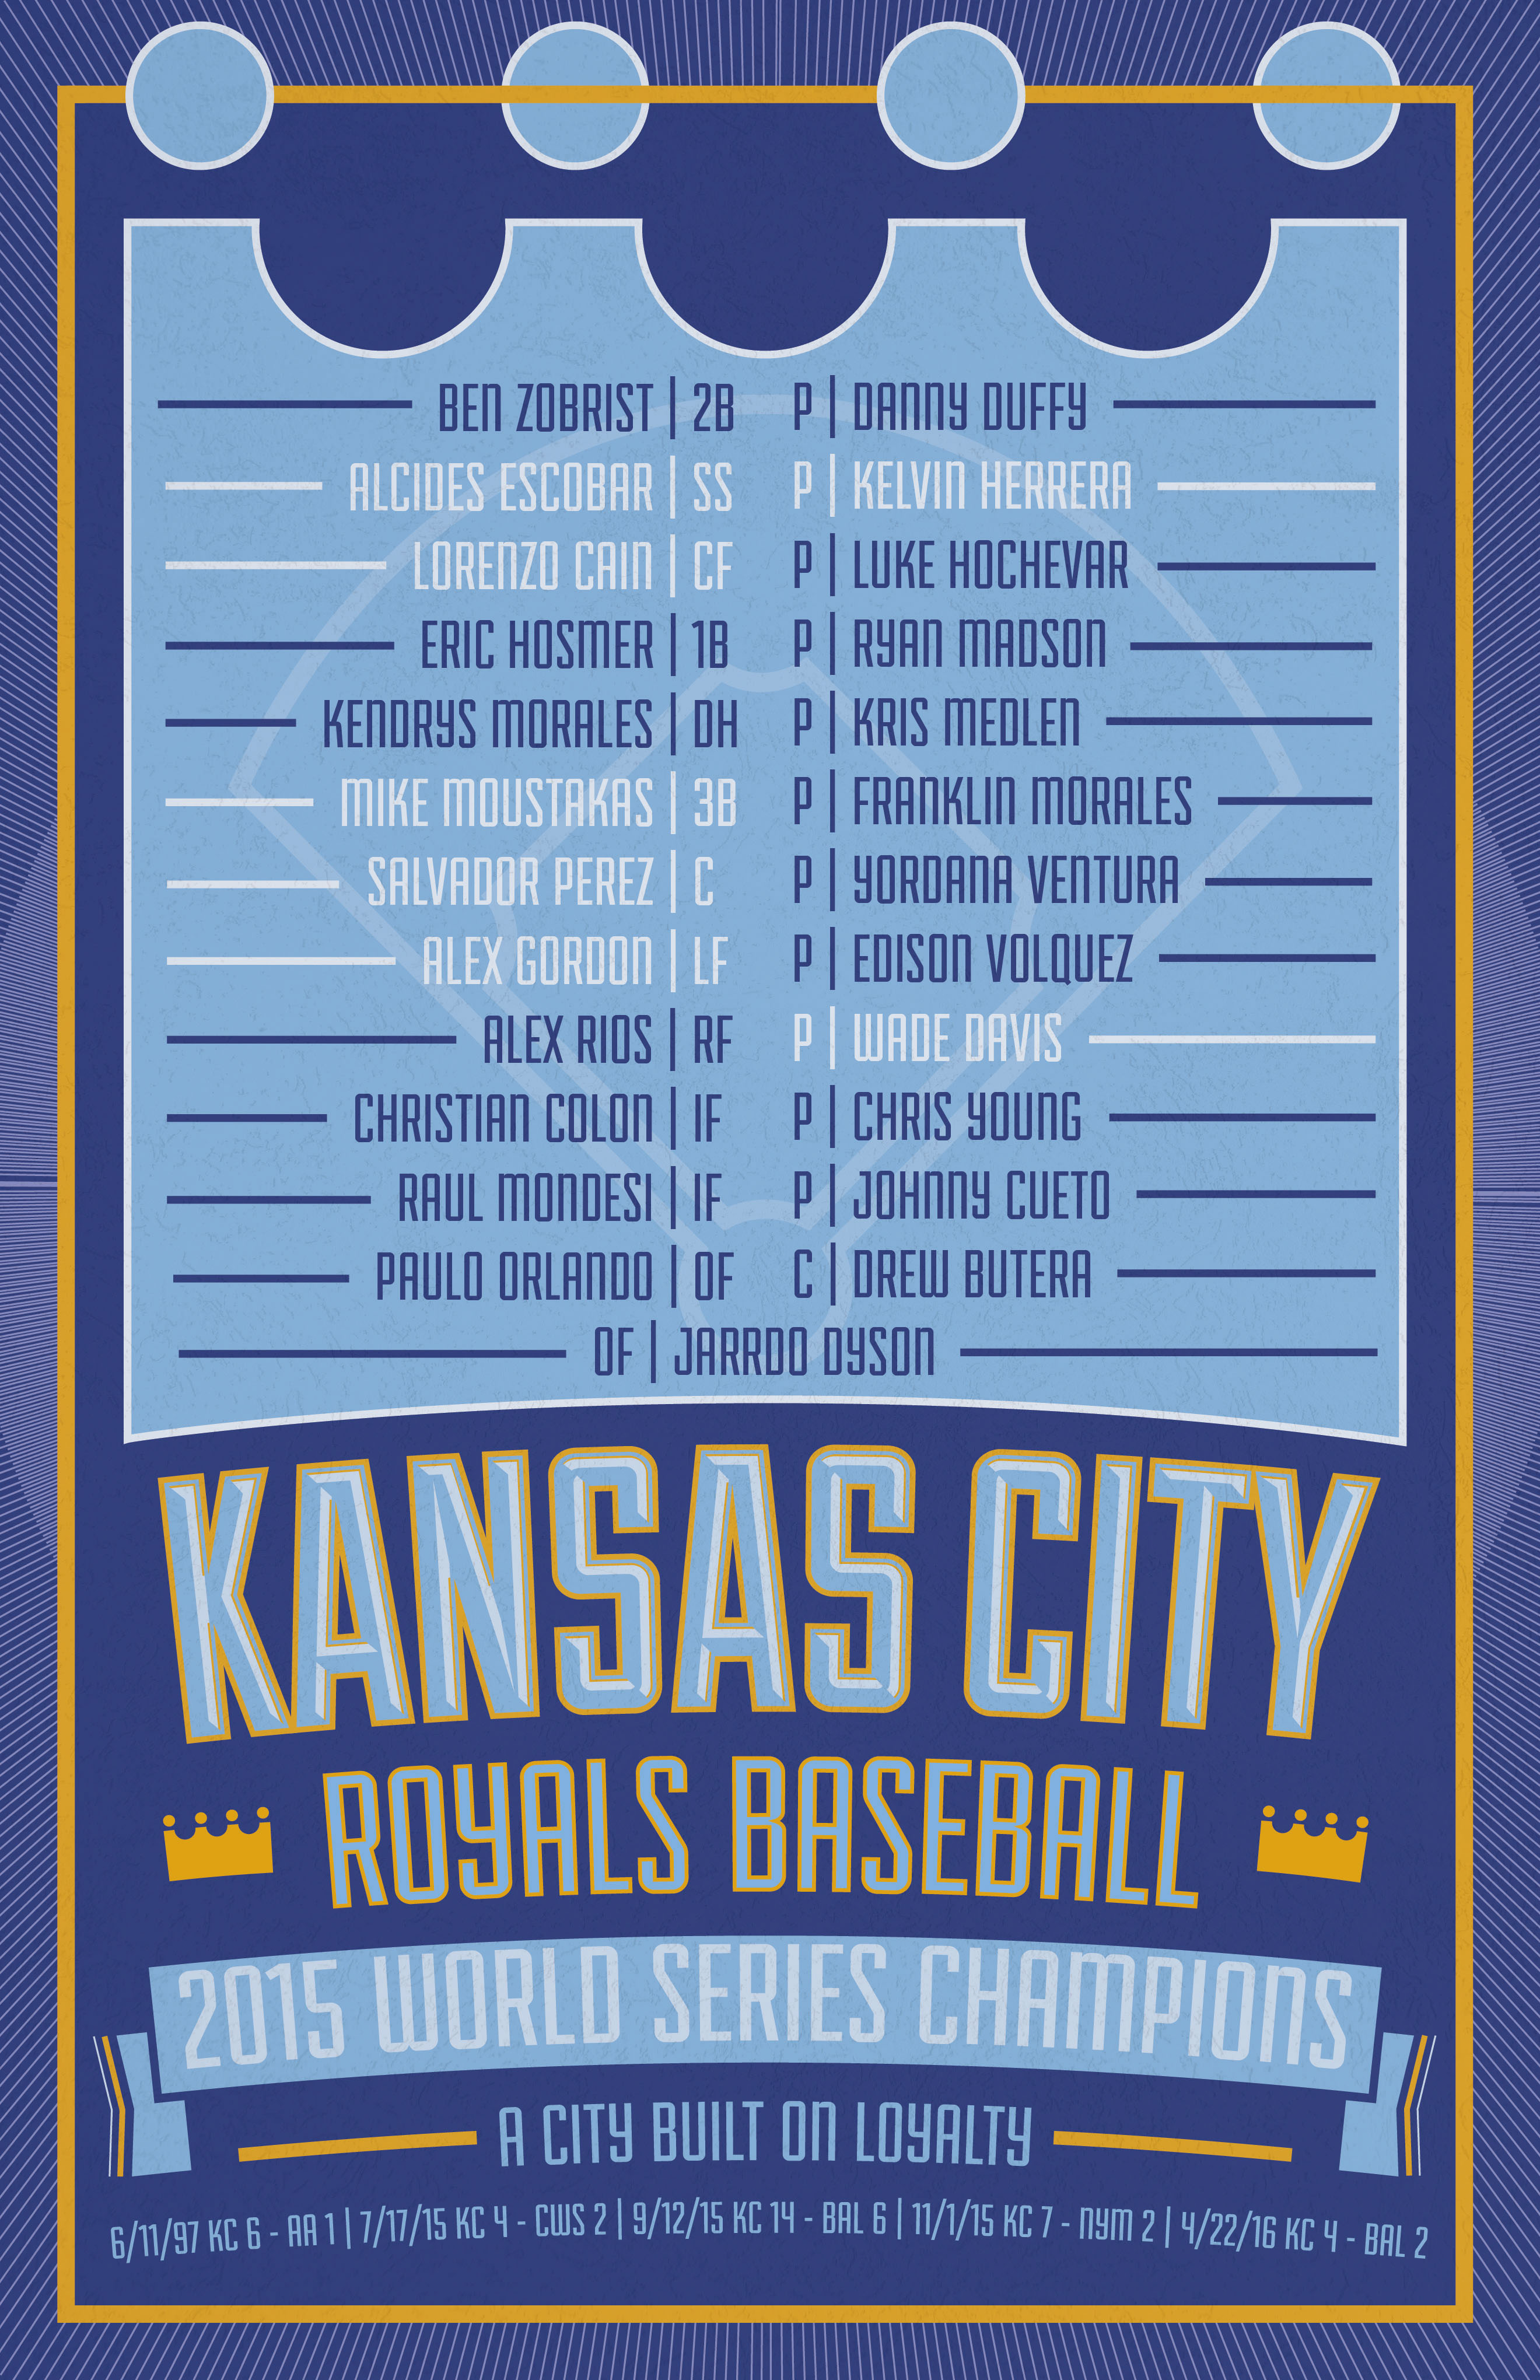 BEN ZOBRIST | 2B
ALCIDES ESCOBAR | SS
LORENZO CAIN | CF
ERIC HOSMER | 1B
KENDRYS MORALES | DH
MIKE MOUSTAKAS | 3B
SALVADOR PEREZ | C
ALEX GORDON | LF
ALEX RIOS | RF
CHRISTIAN COLON | IF
RAUL MONDESI | IF
PAULO ORLANDO | OF
P | DANNY DUFFY
P | KELVIN HERRERA
P | LUKE HOCHEVAR
P | RYAN MADSON
P | KRIS MEDLEN
P | FRANKLIN MORALES
P | YORDANA VENTURA
P | EDISON VOLQUEZ
P | WADE DAVIS
P | CHRIS YOUNG
P | JOHNNY CUETO
C | DREW BUTERA
OF | JARRDO DYSON
KANSAS CITY
ROYALS BASEBALL
2015 WORLD SERIES CHAMPIONS
A CITY BUILT ON LOYALTY
6/11/97 KC 6 - AA 1 | 7/17/15 KC 4 - CWS 2 | 9/12/15 KC 14 - BAL 6 | 11/1/15 KC 7 - NYM 2 | 4/22/16 KC 4 - BAL 2